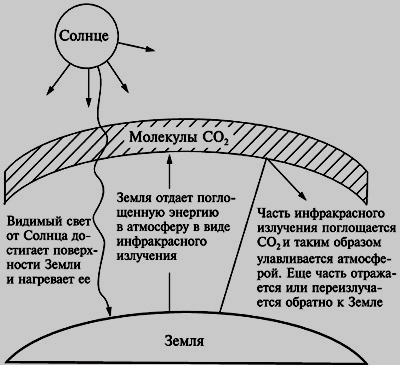 Солнце
Молекулы CO₂
Видимый свет
от Солнца до-
стигает поверх-
ности Земли
и нагревает ее
Земля отдает погло-
щенную энергию
в атмосферу в виде
инфракрасного
излучения
Часть инфракрасного
излучения поглощается
CO₂ и таким образом
улавливается атмосфе-
рой. Еще часть отража-
ется или переизлуча-
ется обратно к Земле
Земля